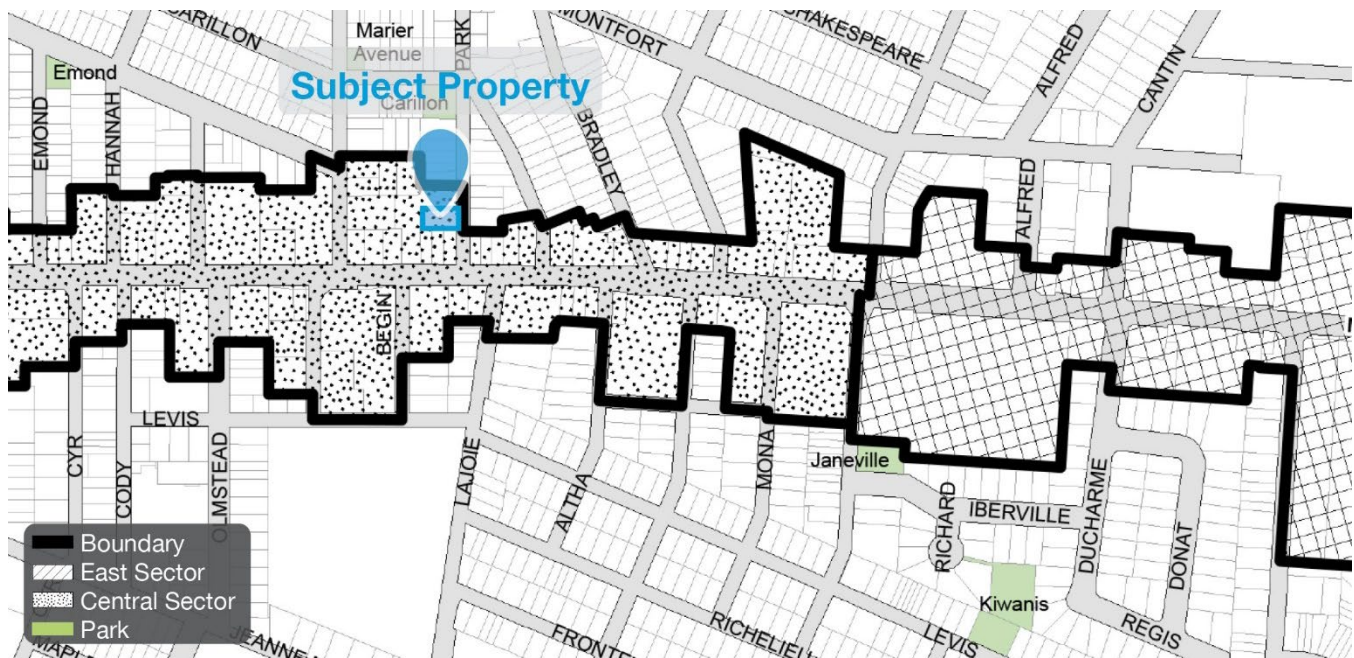 CARILLON
Marier
Avenue
PARK
MONTFORT
SHAKESPEARE
ALFRED
CANTIN
Emond
EMOND
HANNAH
Subject Property
Carillon
BRADLEY
ALFRED
BEGIN
LEVIS
CYR
CODY
OLMSTEAD
LAJOIE
ALTHA
MONA
Janeville
RICHARD
IBERVILLE
DUCHARME
DONAT
Kiwanis
REGIS
LEVIS
RICHELIEU
Boundary
East Sector
Central Sector
Park